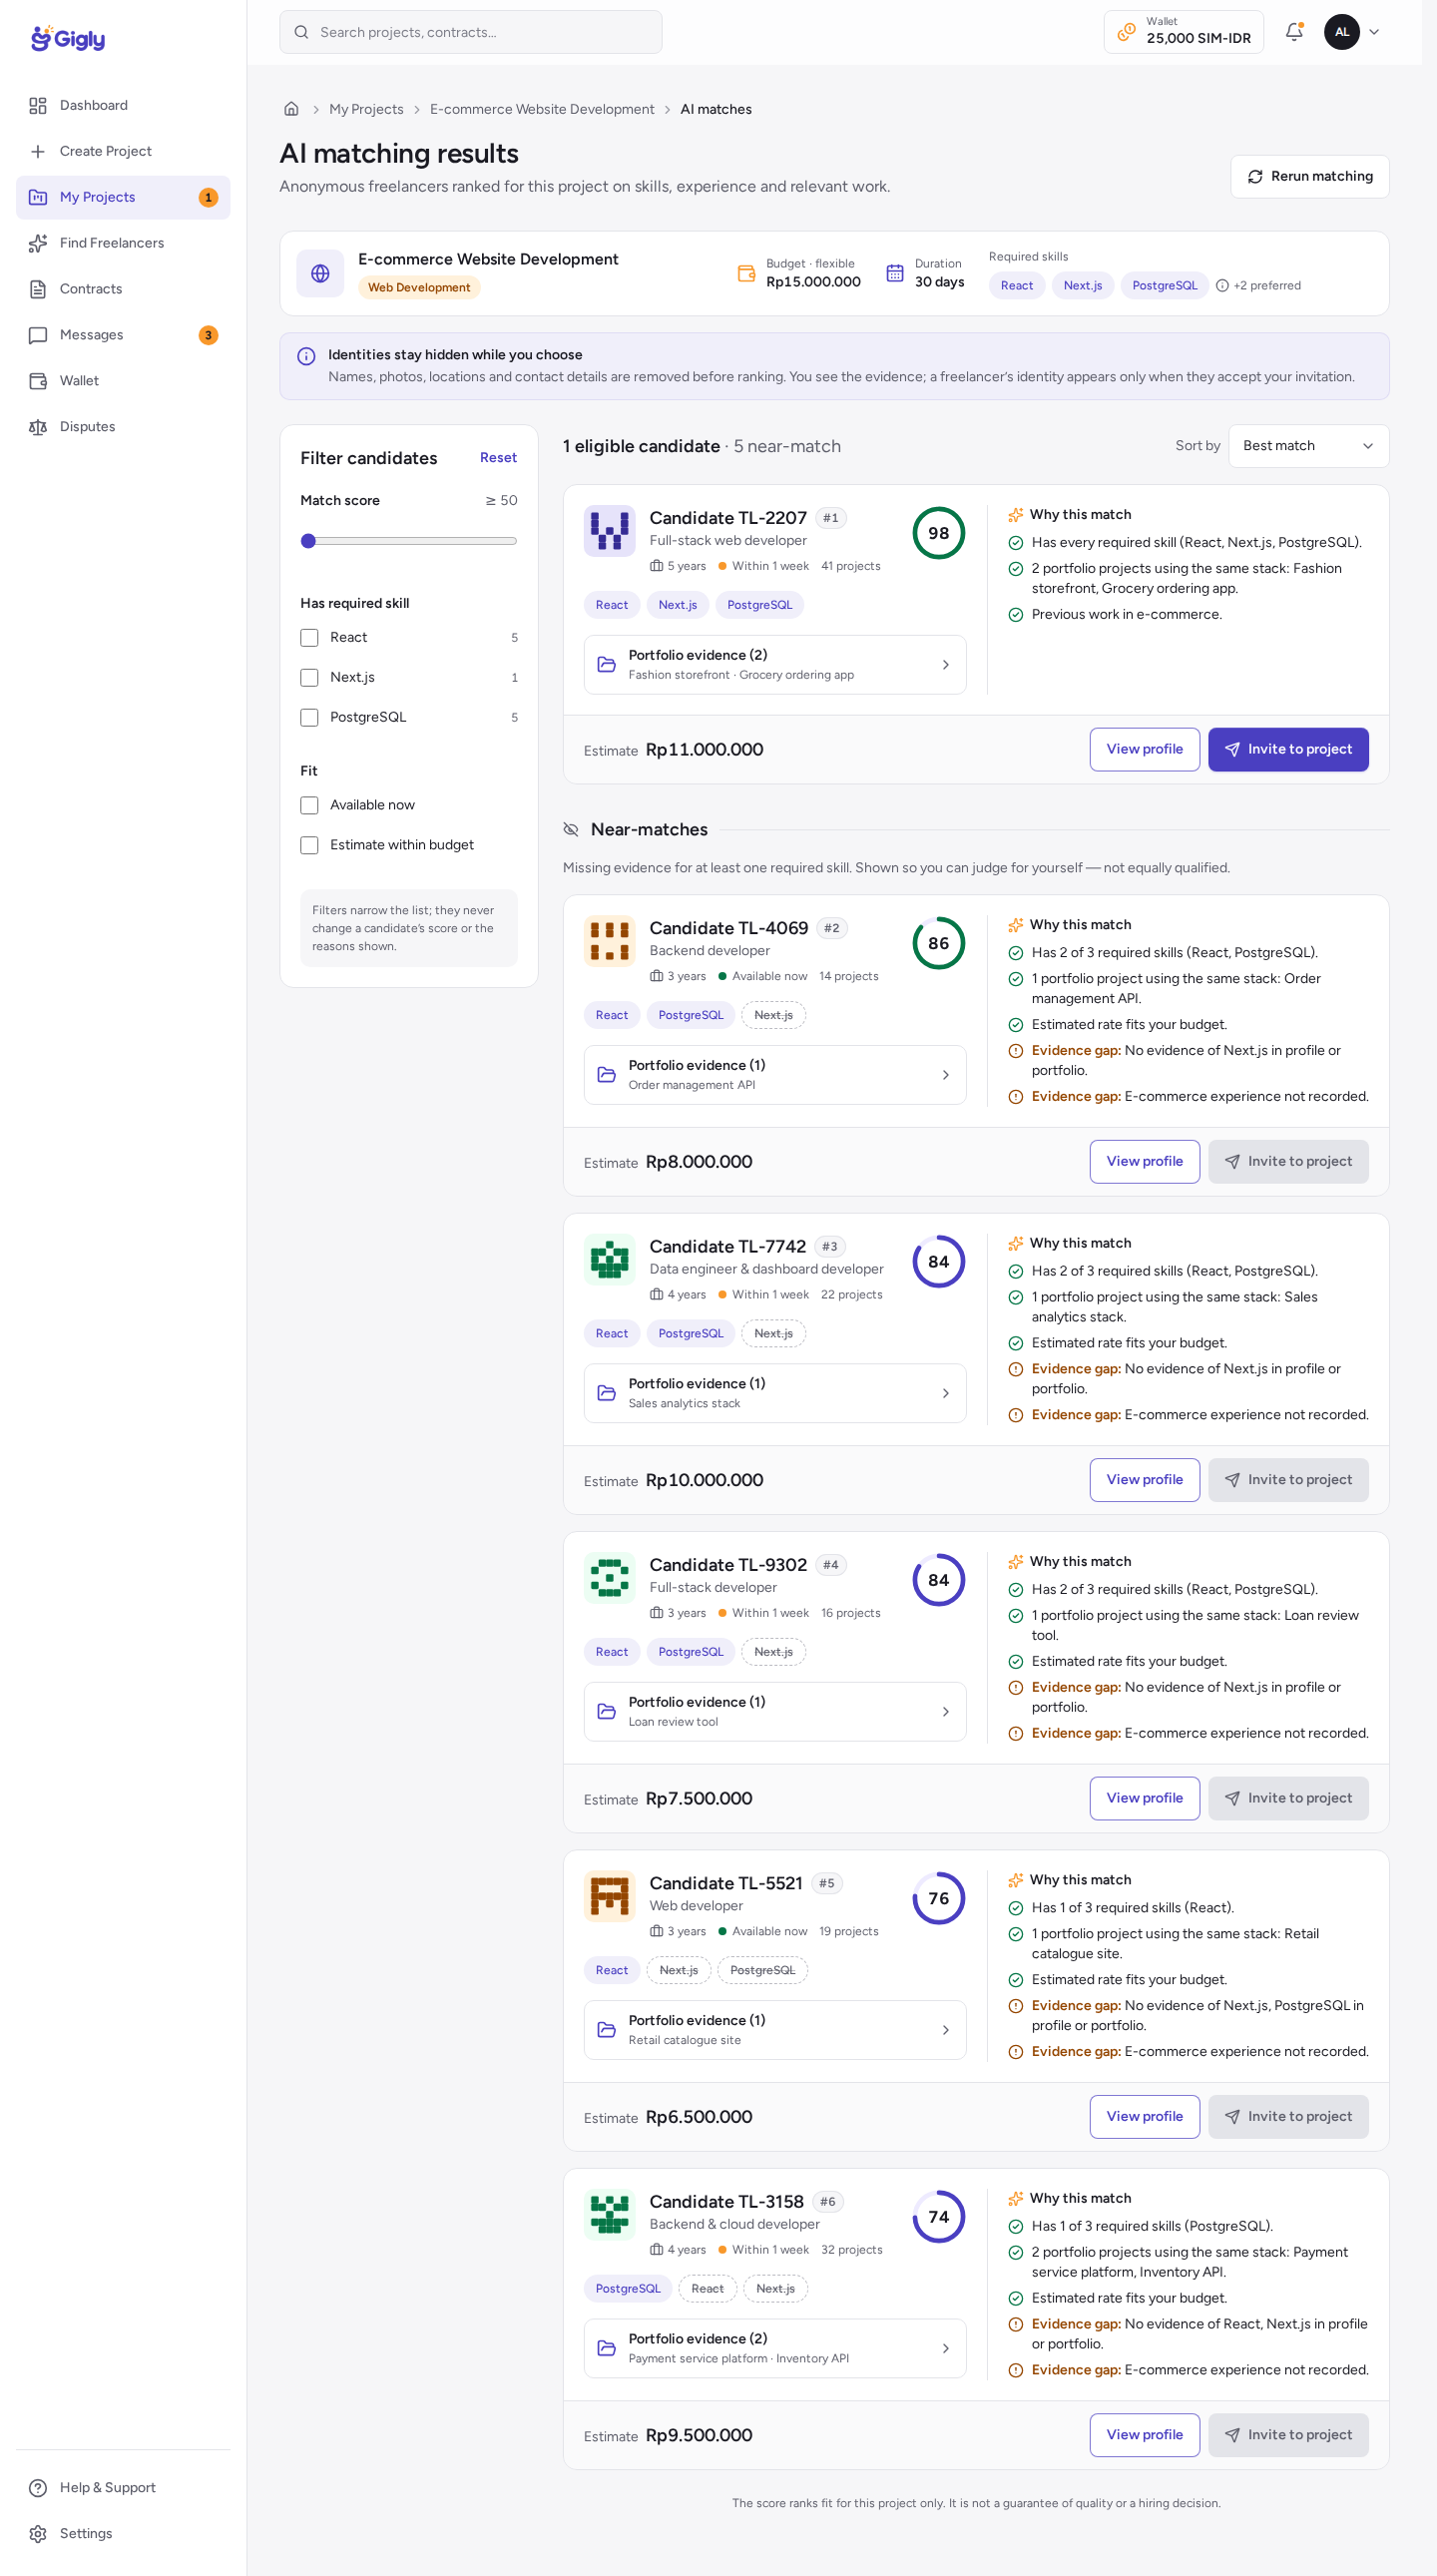 Gigly
Dashboard
Create Project
My Projects 1
Find Freelancers
Contracts
Messages 3
Wallet
Disputes
Help & Support
Settings
Search projects, contracts...
Wallet
25,000 SIM-IDR
AL
My Projects
E-commerce Website Development
AI matches
AI matching results
Anonymous freelancers ranked for this project on skills, experience and relevant work.
Rerun matching
E-commerce Website Development
Web Development
Budget · flexible
Rp15.000.000
Duration
30 days
Required skills
React Next.js PostgreSQL +2 preferred
Identities stay hidden while you choose
Names, photos, locations and contact details are removed before ranking. You see the evidence; a freelancer's identity appears only when they accept your invitation.
Filter candidates Reset
Match score ≥ 50
Has required skill
React 5
Next.js 1
PostgreSQL 5
Fit
Available now
Estimate within budget
Filters narrow the list; they never
change a candidate's score or the
reasons shown.
1 eligible candidate · 5 near-match
Sort by Best match
Candidate TL-2207 #1
Full-stack web developer
5 years Within 1 week 41 projects
98
React Next.js PostgreSQL
Portfolio evidence (2)
Fashion storefront · Grocery ordering app
Why this match
Has every required skill (React, Next.js, PostgreSQL).
2 portfolio projects using the same stack: Fashion
storefront, Grocery ordering app.
Previous work in e-commerce.
Estimate Rp11.000.000
View profile Invite to project
Near-matches
Missing evidence for at least one required skill. Shown so you can judge for yourself — not equally qualified.
Candidate TL-4069 #2
Backend developer
3 years Available now 14 projects
86
React PostgreSQL Next.js
Portfolio evidence (1)
Order management API
Why this match
Has 2 of 3 required skills (React, PostgreSQL).
1 portfolio project using the same stack: Order
management API.
Estimated rate fits your budget.
Evidence gap: No evidence of Next.js in profile or
portfolio.
Evidence gap: E-commerce experience not recorded.
Estimate Rp8.000.000
View profile Invite to project
Candidate TL-7742 #3
Data engineer & dashboard developer
4 years Within 1 week 22 projects
84
React PostgreSQL Next.js
Portfolio evidence (1)
Sales analytics stack
Why this match
Has 2 of 3 required skills (React, PostgreSQL).
1 portfolio project using the same stack: Sales
analytics stack.
Estimated rate fits your budget.
Evidence gap: No evidence of Next.js in profile or
portfolio.
Evidence gap: E-commerce experience not recorded.
Estimate Rp10.000.000
View profile Invite to project
Candidate TL-9302 #4
Full-stack developer
3 years Within 1 week 16 projects
84
React PostgreSQL Next.js
Portfolio evidence (1)
Loan review tool
Why this match
Has 2 of 3 required skills (React, PostgreSQL).
1 portfolio project using the same stack: Loan review
tool.
Estimated rate fits your budget.
Evidence gap: No evidence of Next.js in profile or
portfolio.
Evidence gap: E-commerce experience not recorded.
Estimate Rp7.500.000
View profile Invite to project
Candidate TL-5521 #5
Web developer
3 years Available now 19 projects
76
React Next.js PostgreSQL
Portfolio evidence (1)
Retail catalogue site
Why this match
Has 1 of 3 required skills (React).
1 portfolio project using the same stack: Retail
catalogue site.
Estimated rate fits your budget.
Evidence gap: No evidence of Next.js, PostgreSQL in
profile or portfolio.
Evidence gap: E-commerce experience not recorded.
Estimate Rp6.500.000
View profile Invite to project
Candidate TL-3158 #6
Backend & cloud developer
4 years Within 1 week 32 projects
74
PostgreSQL React Next.js
Portfolio evidence (2)
Payment service platform · Inventory API
Why this match
Has 1 of 3 required skills (PostgreSQL).
2 portfolio projects using the same stack: Payment
service platform, Inventory API.
Estimated rate fits your budget.
Evidence gap: No evidence of React, Next.js in profile
or portfolio.
Evidence gap: E-commerce experience not recorded.
Estimate Rp9.500.000
View profile Invite to project
The score ranks fit for this project only. It is not a guarantee of quality or a hiring decision.